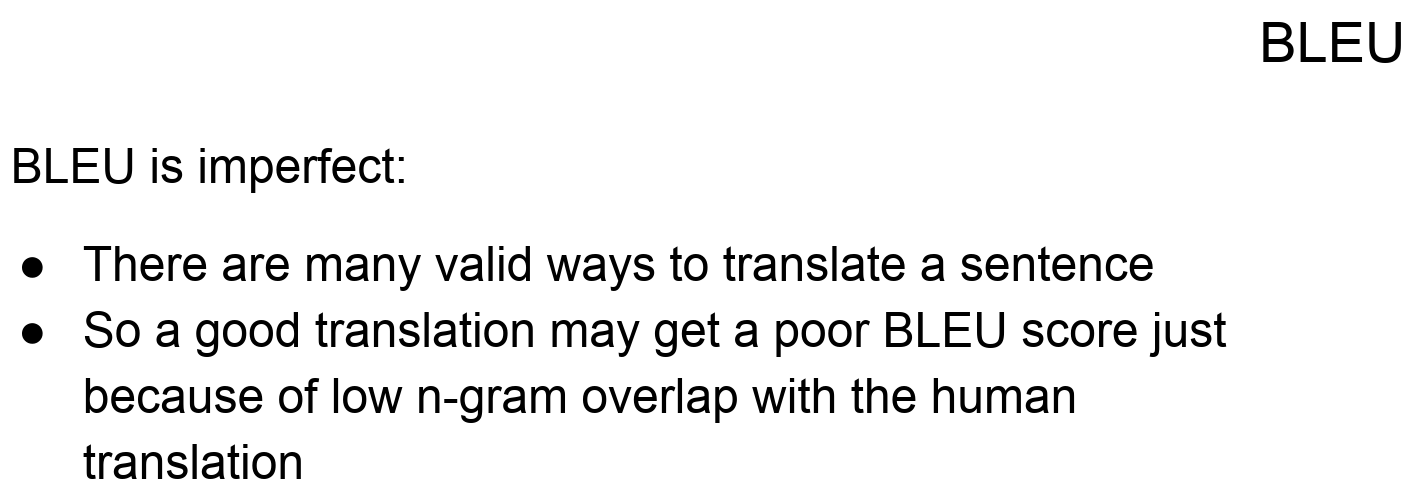 BLEU
BLEU is imperfect:
● There are many valid ways to translate a sentence
● So a good translation may get a poor BLEU score just
because of low n-gram overlap with the human
translation